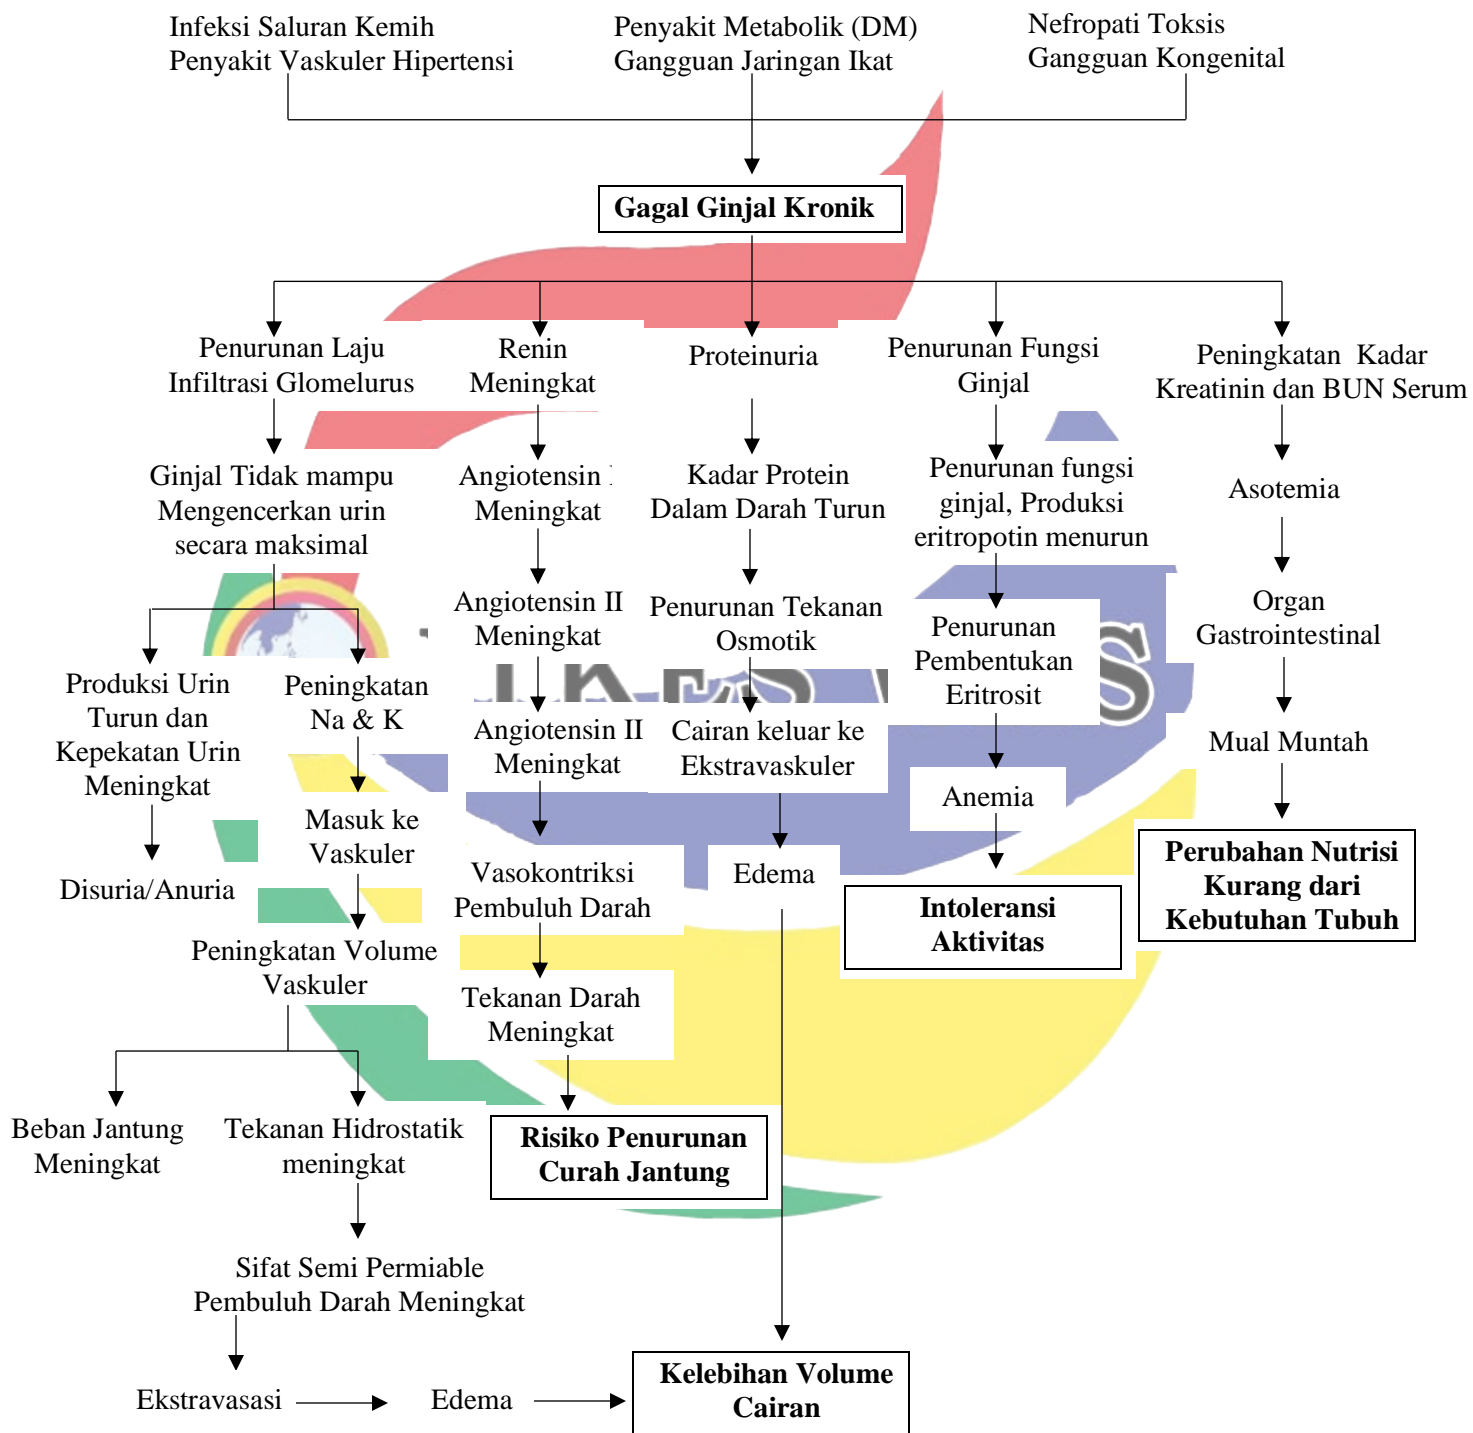 Infeksi Saluran Kemih
Penyakit Vaskuler Hipertensi
Penyakit Metabolik (DM)
Gangguan Jaringan Ikat
Nefropati Toksis
Gangguan Kongenital
Gagal Ginjal Kronik
Penurunan Laju
Infiltrasi Glomelurus
Renin
Meningkat
Proteinuria
Penurunan Fungsi
Ginjal
Peningkatan Kadar
Kreatinin dan BUN Serum
Ginjal Tidak mampu
Mengencerkan urin
secara maksimal
Angiotensin
Meningkat
Kadar Protein
Dalam Darah Turun
Penurunan fungsi
ginjal, Produksi
eritropotin menurun
Asotemia
Produksi Urin
Turun dan
Kepekatan Urin
Meningkat
Peningkatan
Na & K
Angiotensin II
Meningkat
Penurunan Tekanan
Osmotik
Penurunan
Pembentukan
Eritrosit
Organ
Gastrointestinal
Angiotensin II
Meningkat
Cairan keluar ke
Ekstravaskuler
Mual Muntah
Disuria/Anuria
Masuk ke
Vaskuler
Vasokontriksi
Pembuluh Darah
Edema
Anemia
Intoleransi
Aktivitas
Perubahan Nutrisi
Kurang dari
Kebutuhan Tubuh
Peningkatan Volume
Vaskuler
Tekanan Darah
Meningkat
Beban Jantung
Meningkat
Tekanan Hidrostatik
meningkat
Risiko Penurunan
Curah Jantung
Sifat Semi Permiable
Pembuluh Darah Meningkat
Ekstravasasi
Edema
Kelebihan Volume
Cairan